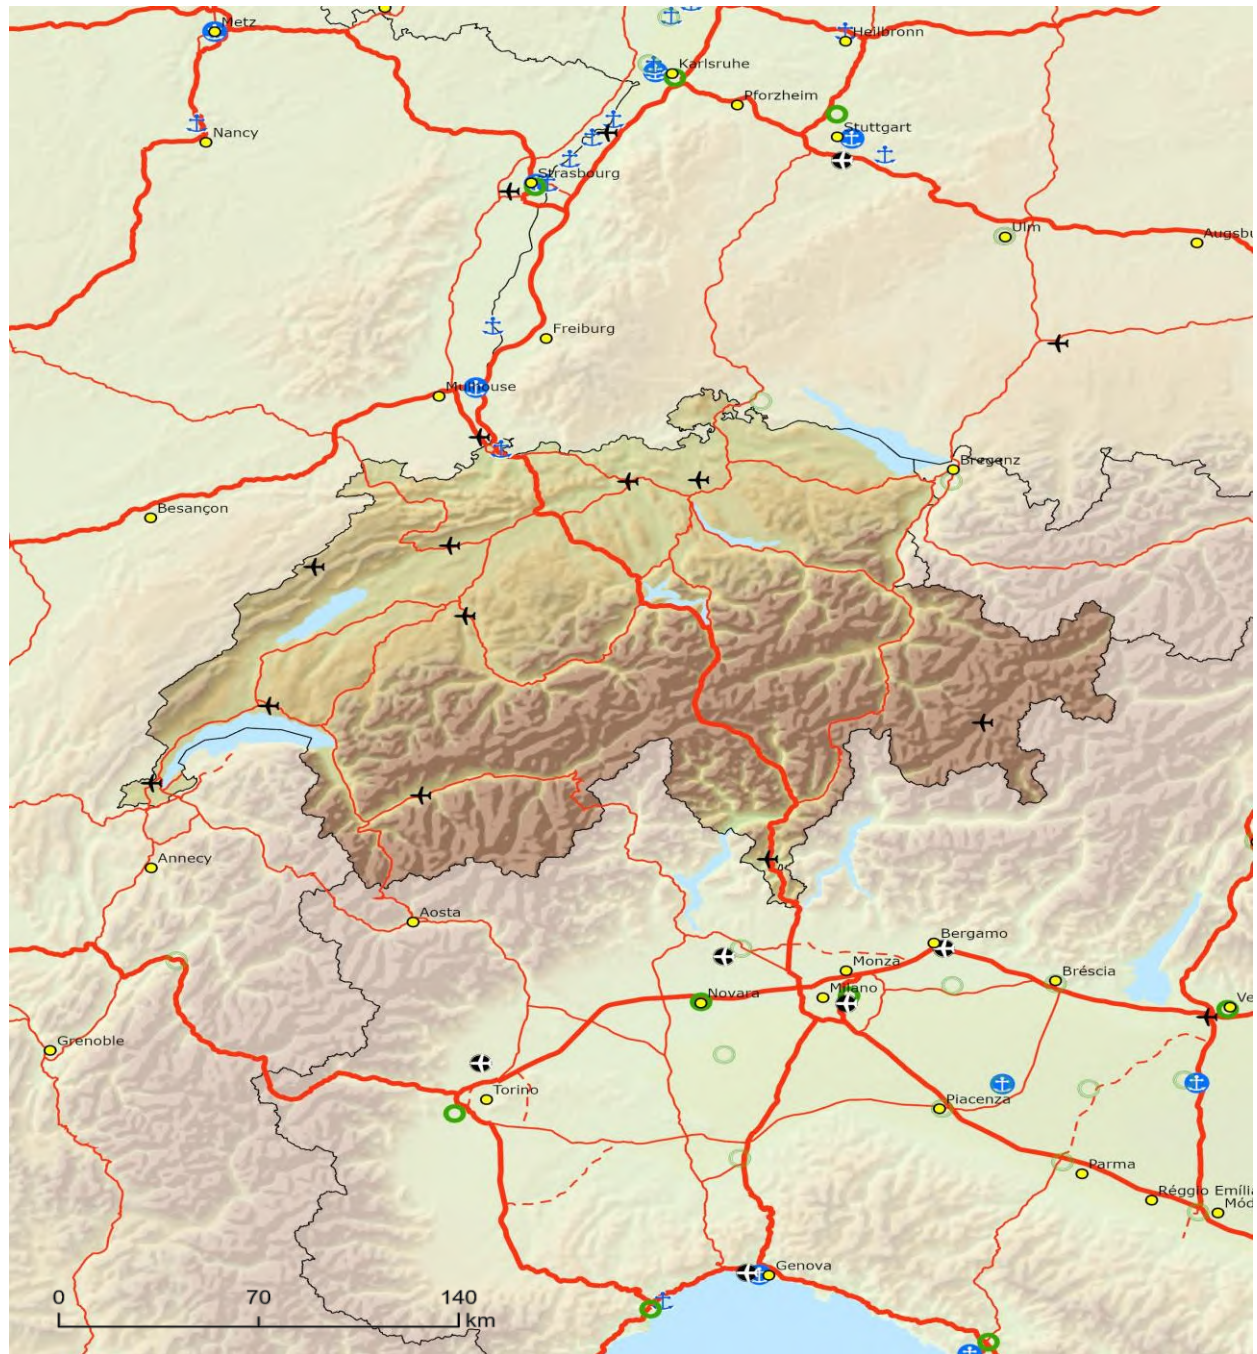 Metz
Heilbronn
Karlsruhe
Pforzheim
Nancy
Stuttgart
Strasbourg
Ulm
Augsbu
Freiburg
Mulhouse
Bregenz
Besançon
Annecy
Aosta
Bergamo
Monza
Bréscia
Novara
Milano
Ve
Grenoble
Torino
Piacenza
Parma
Réggio Emília
Mód
Genova
0 70 140
km